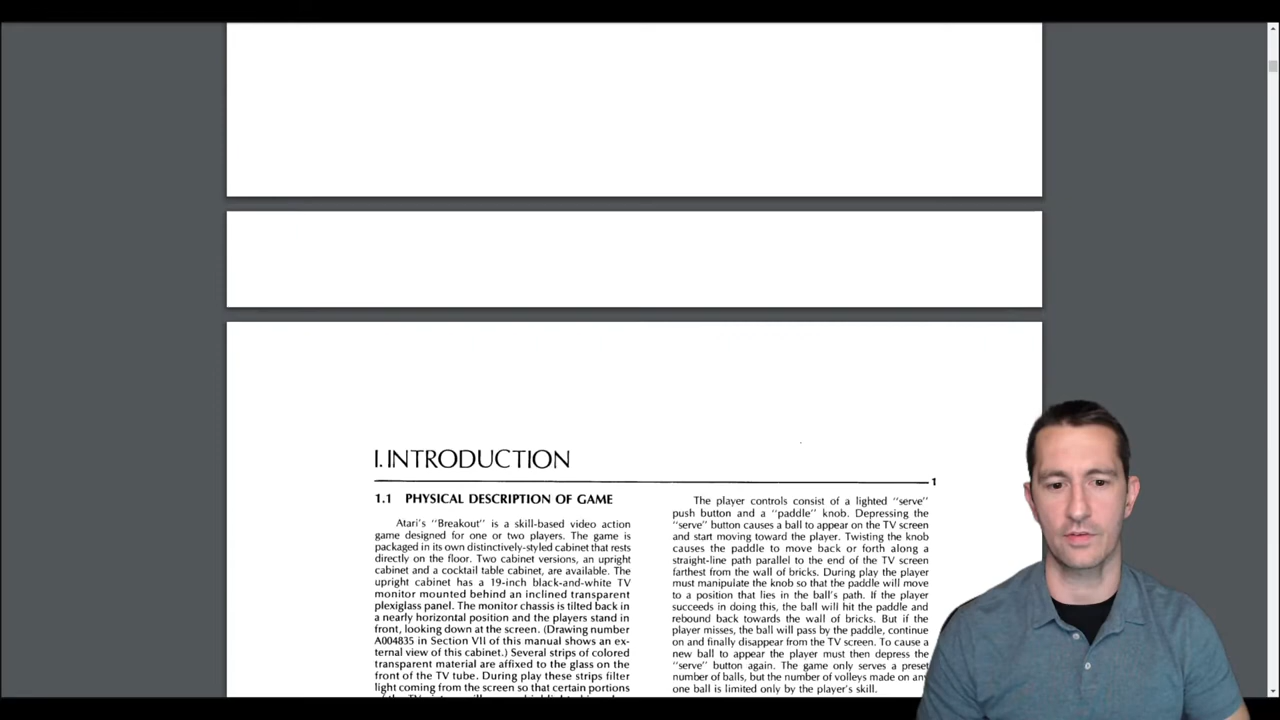 I. INTRODUCTION
1
1.1 PHYSICAL DESCRIPTION OF GAME
Atari's "Breakout" is a skill-based video action
game designed for one or two players. The game is
packaged in its own distinctively-styled cabinet that rests
directly on the floor. Two cabinet versions, an upright
cabinet and a cocktail table cabinet, are available. The
upright cabinet has a 19-inch black-and-white TV
monitor mounted behind an inclined transparent
plexiglass panel. The monitor chassis is tilted back in
a nearly horizontal position and the players stand in
front, looking down at the screen. (Drawing number
A004835 in Section VII of this manual shows an ex-
ternal view of this cabinet.) Several strips of colored
transparent material are affixed to the glass on the
front of the TV tube. During play these strips filter
light coming from the screen so that certain portions
The player controls consist of a lighted "serve"
push button and a "paddle" knob. Depressing the
"serve" button causes a ball to appear on the TV screen
and start moving toward the player. Twisting the knob
causes the paddle to move back or forth along a
straight-line path parallel to the end of the TV screen
farthest from the wall of bricks. During play the player
must manipulate the knob so that the paddle will move
to a position that lies in the ball's path. If the player
succeeds in doing this, the ball will hit the paddle and
rebound back towards the wall of bricks. But if the
player misses, the ball will pass by the paddle, continue
on and finally disappear from the TV screen. To cause a
new ball to appear the player must then depress the
"serve" button again. The game only serves a preset
number of balls, but the number of volleys made on any
one ball is limited only by the player's skill.